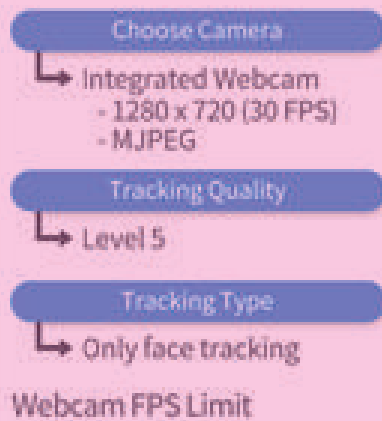 Choose Camera
Integrated Webcam
- 1280 x 720 (30 FPS)
- MJPEG
Tracking Quality
Level 5
Tracking Type
Only face tracking
Webcam FPS Limit